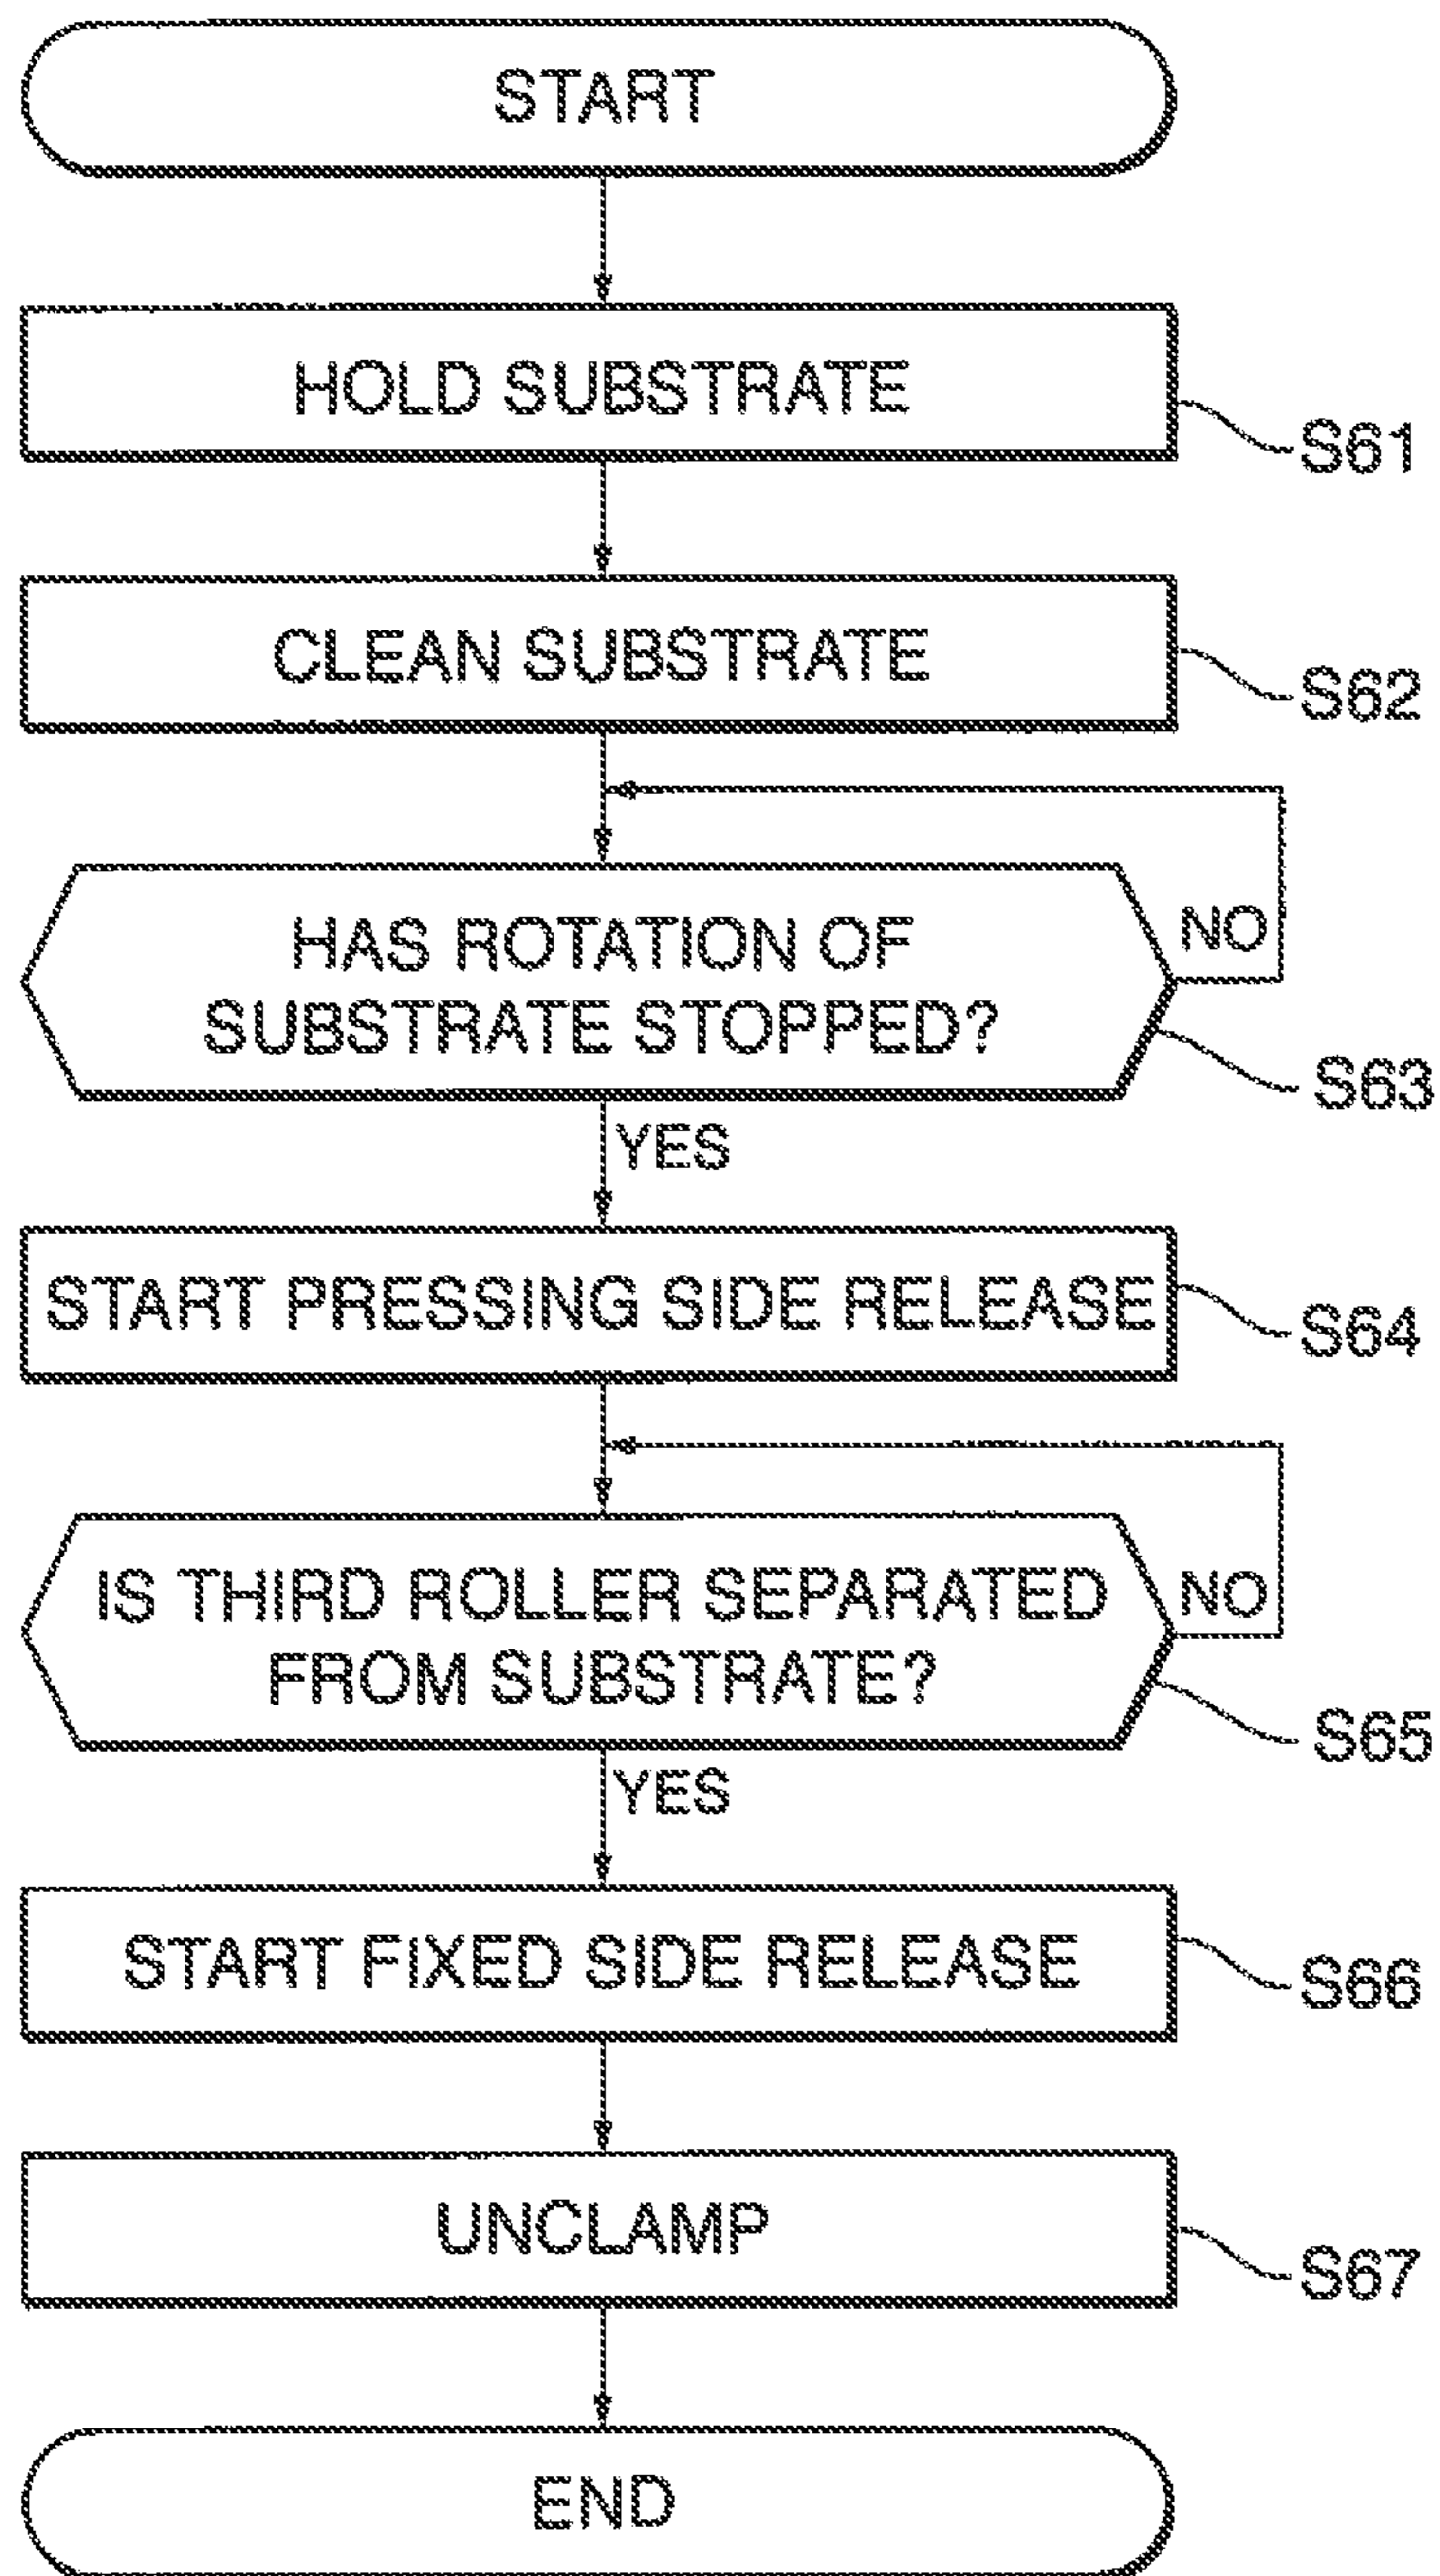 START
HOLD SUBSTRATE
S61
CLEAN SUBSTRATE
S62
HAS ROTATION OF
SUBSTRATE STOPPED?
NO
S63
YES
START PRESSING SIDE RELEASE
S64
IS THIRD ROLLER SEPARATED
FROM SUBSTRATE?
NO
S65
YES
START FIXED SIDE RELEASE
S66
UNCLAMP
S67
END